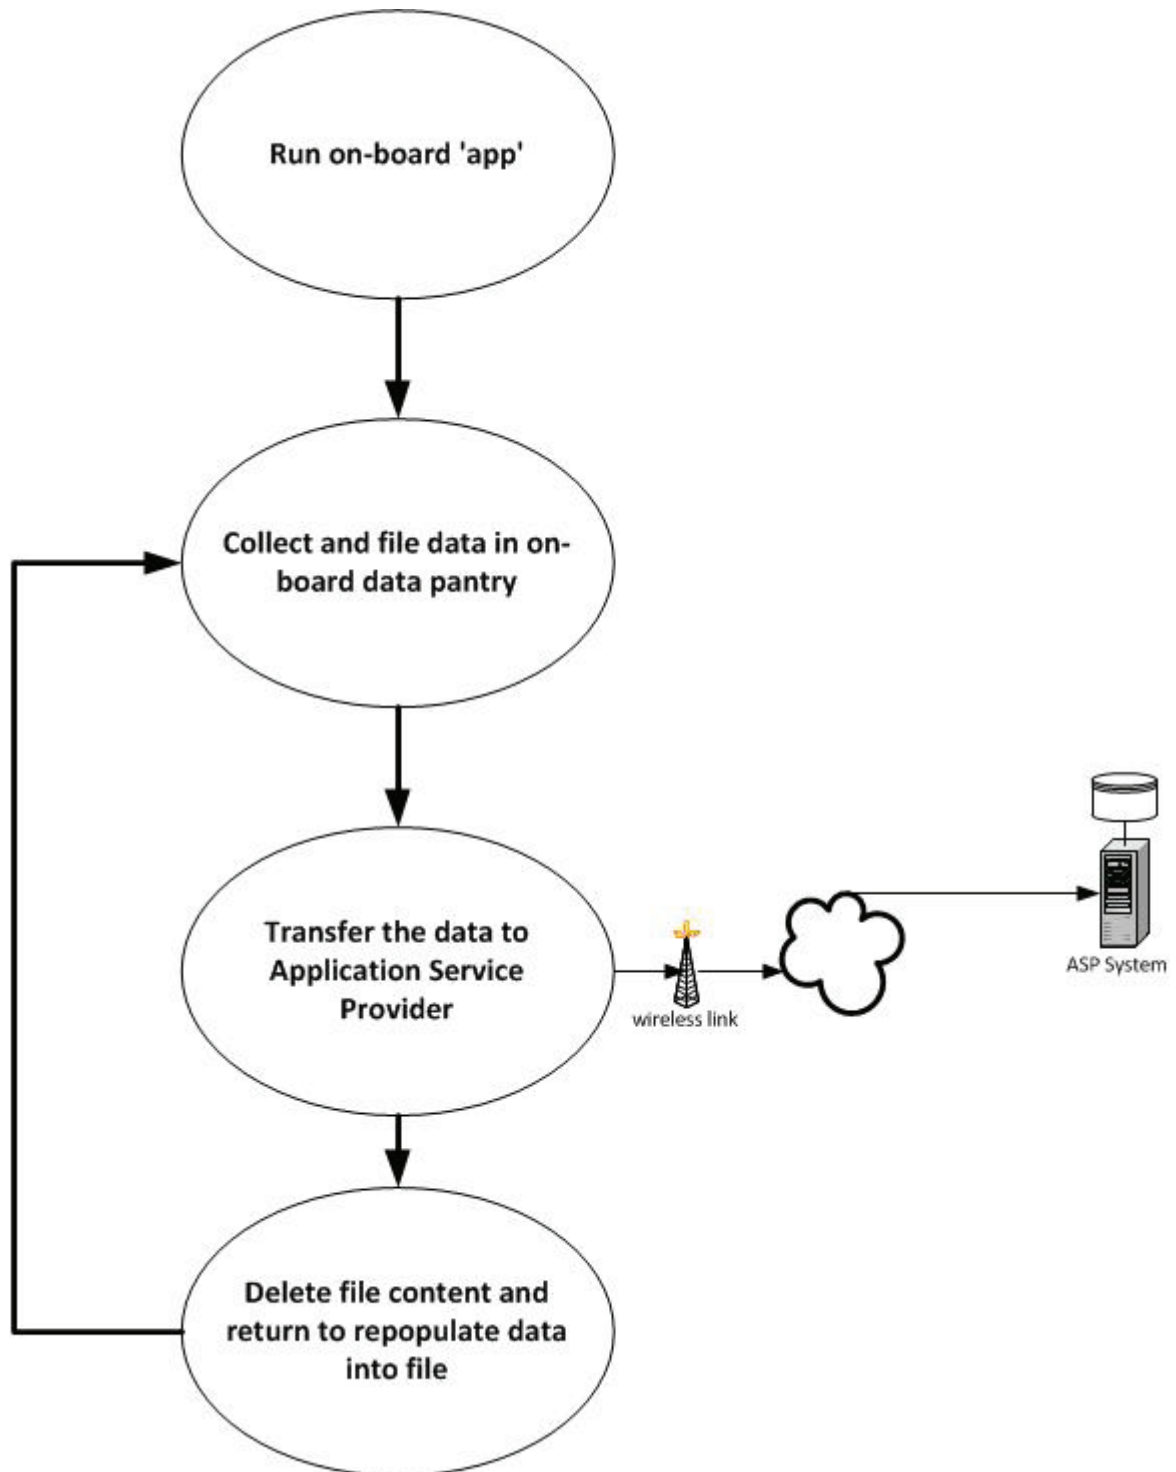 Run on-board 'app'
Collect and file data in on-
board data pantry
Transfer the data to
Application Service
Provider
wireless link
ASP System
Delete file content and
return to repopulate data
into file